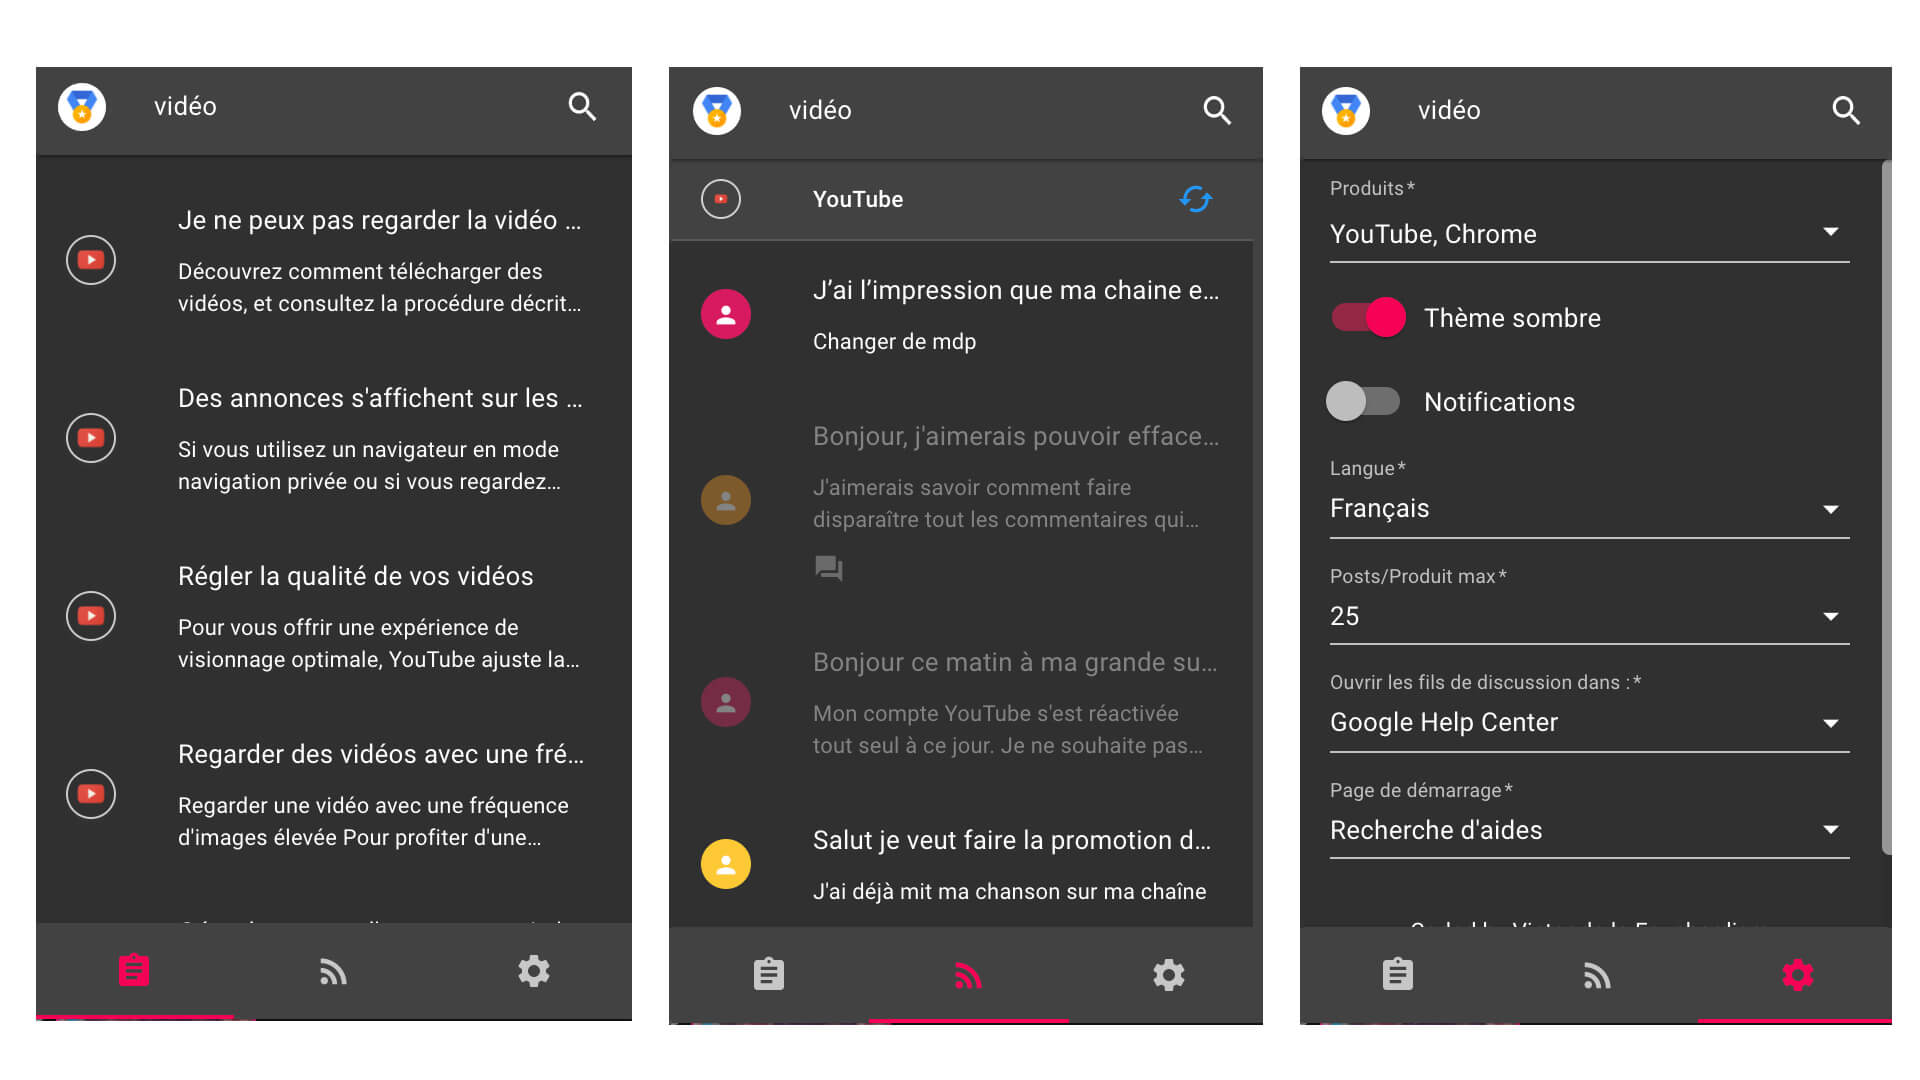 vidéo
Je ne peux pas regarder la vidéo ...
Découvrez comment télécharger des
vidéos, et consultez la procédure décrit...
Des annonces s'affichent sur les ...
Si vous utilisez un navigateur en mode
navigation privée ou si vous regardez...
Régler la qualité de vos vidéos
Pour vous offrir une expérience de
visionnage optimale, YouTube ajuste la...
Regarder des vidéos avec une fré...
Regarder une vidéo avec une fréquence
d'images élevée Pour profiter d'une...
vidéo
YouTube
J’ai l’impression que ma chaine e...
Changer de mdp
Bonjour, j'aimerais pouvoir efface...
J'aimerais savoir comment faire
disparaître tout les commentaires qui...
Bonjour ce matin à ma grande su...
Mon compte YouTube s'est réactivée
tout seul à ce jour. Je ne souhaite pas...
Salut je veut faire la promotion d...
J'ai déjà mit ma chanson sur ma chaîne
vidéo
Produits*
YouTube, Chrome
Thème sombre
Notifications
Langue*
Français
Posts/Produit max*
25
Ouvrir les fils de discussion dans :*
Google Help Center
Page de démarrage*
Recherche d'aides